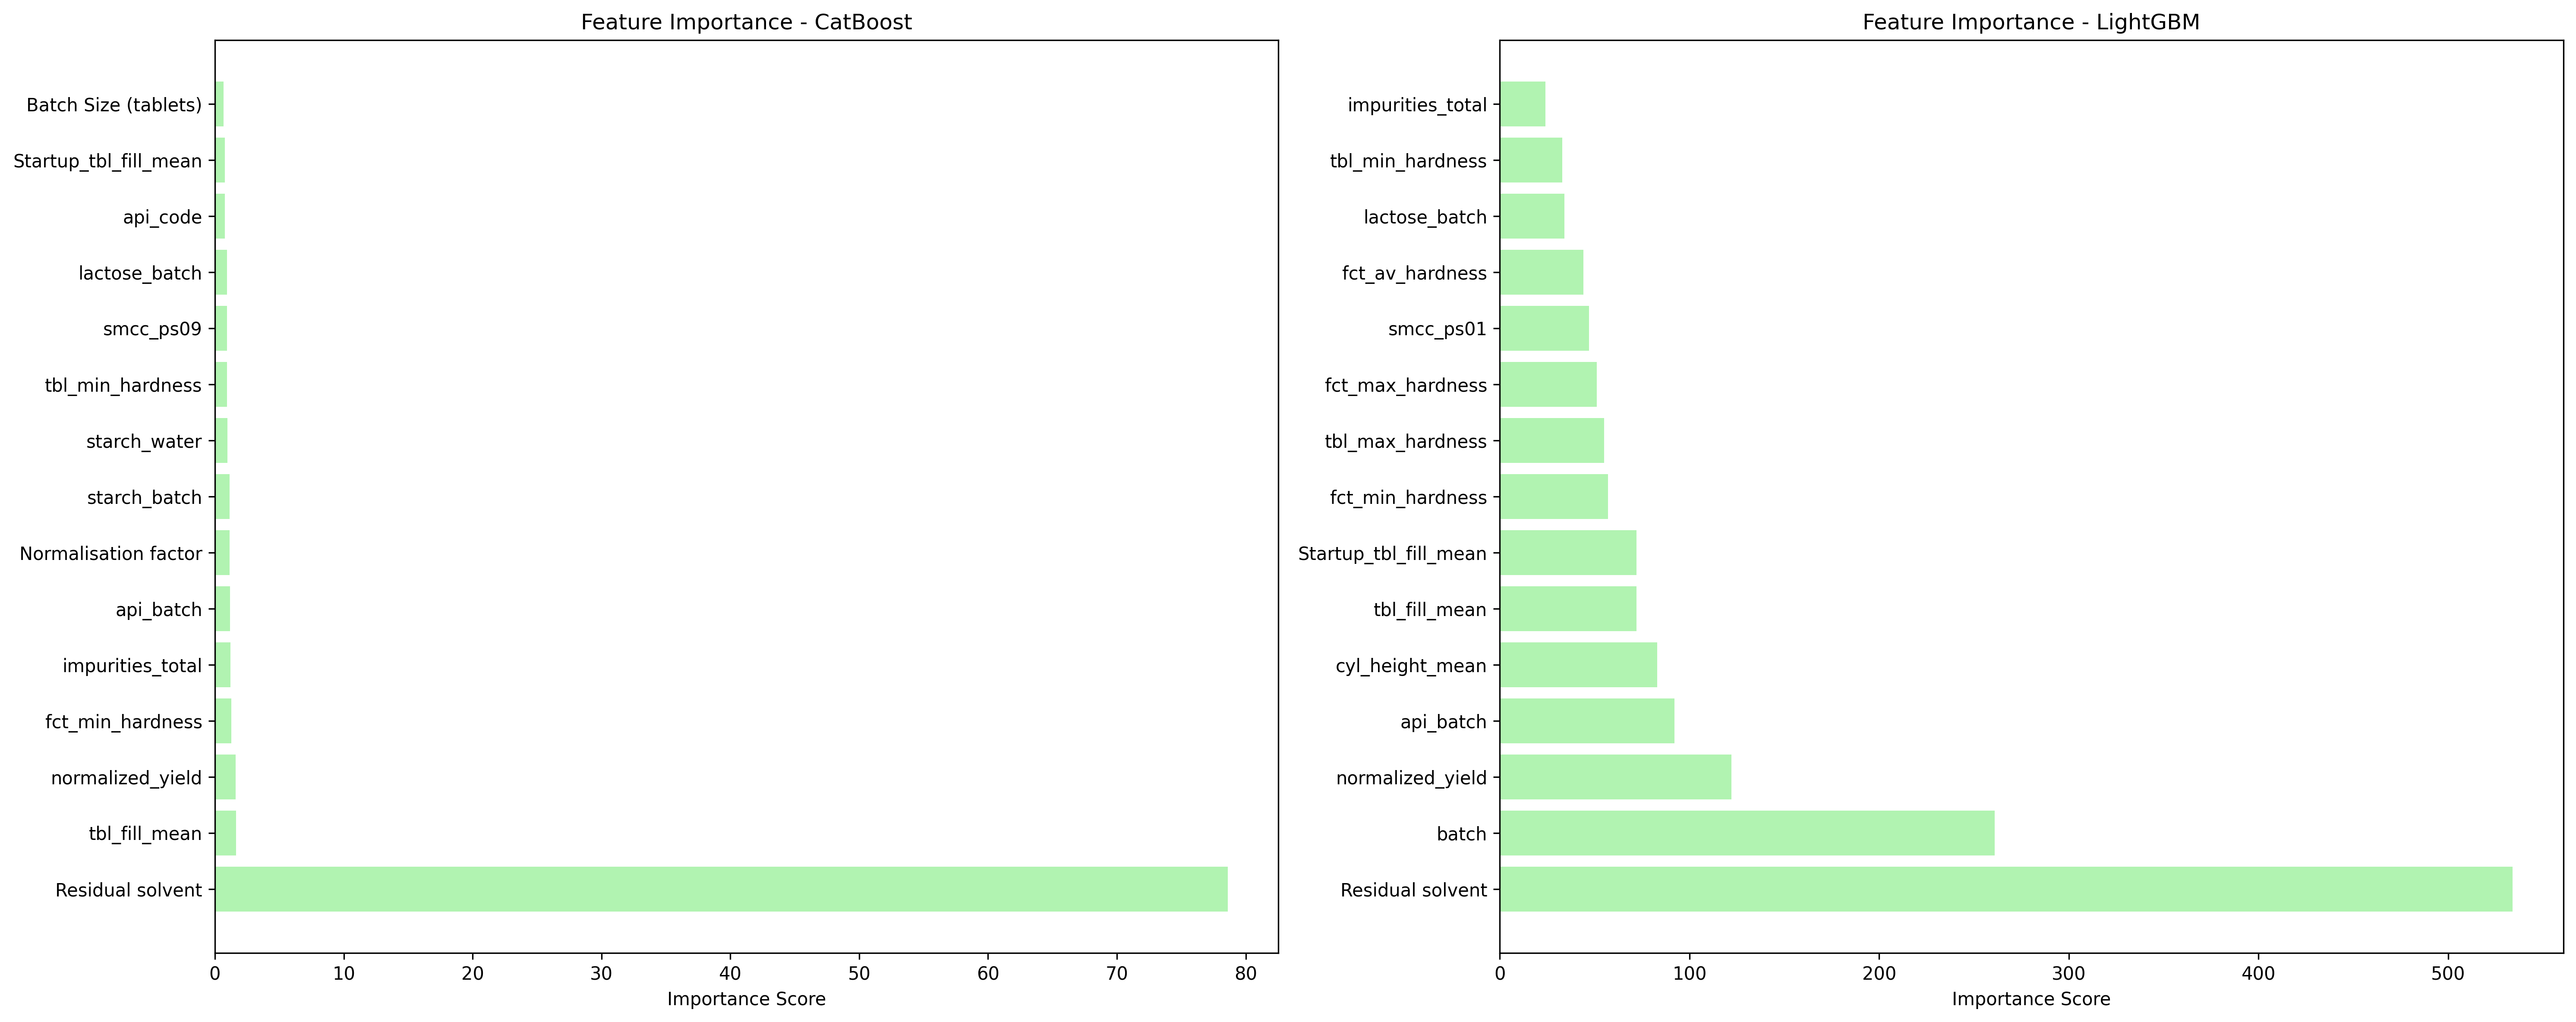 Feature Importance - CatBoost
Batch Size (tablets)
Startup_tbl_fill_mean
api_code
lactose_batch
smcc_ps09
tbl_min_hardness
starch_water
starch_batch
Normalisation factor
api_batch
impurities_total
fct_min_hardness
normalized_yield
tbl_fill_mean
Residual solvent
0 10 20 30 40 50 60 70 80
Importance Score
Feature Importance - LightGBM
impurities_total
tbl_min_hardness
lactose_batch
fct_av_hardness
smcc_ps01
fct_max_hardness
tbl_max_hardness
fct_min_hardness
Startup_tbl_fill_mean
tbl_fill_mean
cyl_height_mean
api_batch
normalized_yield
batch
Residual solvent
0 100 200 300 400 500
Importance Score